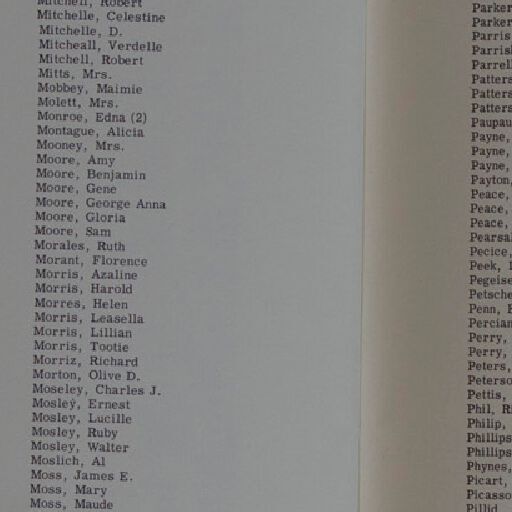 Mitchell, Robert
Mitchelle, Celestine
Mitchelle, D.
Mitcheall, Verdelle
Mitchell, Robert
Mitts, Mrs.
Mobbey, Maimie
Molett, Mrs.
Monroe, Edna (2)
Montague, Alicia
Mooney, Mrs.
Moore, Amy
Moore, Benjamin
Moore, Gene
Moore, George Anna
Moore, Gloria
Moore, Sam
Morales, Ruth
Morant, Florence
Morris, Azaline
Morris, Harold
Morres, Helen
Morris, Leasella
Morris, Lillian
Morris, Tootie
Morriz, Richard
Morton, Olive D.
Moseley, Charles J.
Mosley, Ernest
Mosley, Lucille
Mosley, Ruby
Mosley, Walter
Moslich, Al
Moss, James E.
Moss, Mary
Moss, Maude
Parker
Parker
Parris
Parris
Parrel
Patters
Patters
Patters
Paupau
Payne,
Payne,
Payne,
Payton,
Peace,
Peace,
Peace,
Pearsa
Pecice,
Peek,
Pegeise
Petsche
Penn,
Percian
Perry,
Perry,
Peters,
Peterso
Pettis,
Phil, R
Philip,
Phillips
Phillips
Phynes,
Picart,
Picasso
Pillid